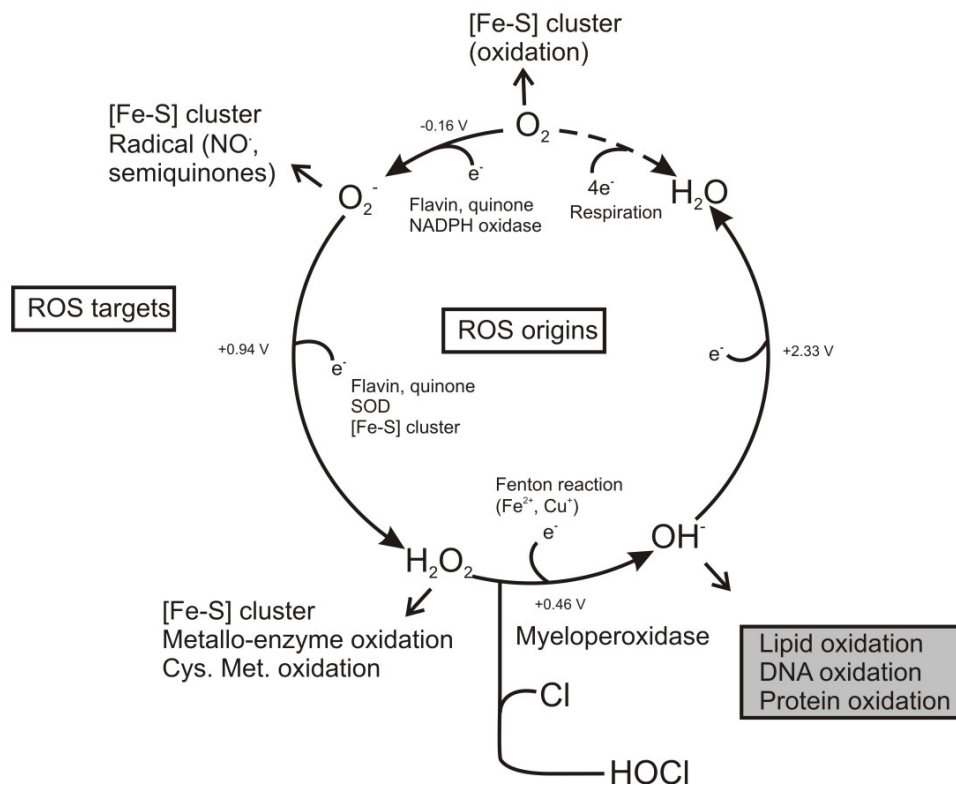 [Fe-S] cluster
(oxidation)
[Fe-S] cluster
Radical (NO·,
semiquinones)
-0.16 V
O₂
e⁻
4e⁻
Respiration
H₂O
O₂⁻
Flavin, quinone
NADPH oxidase
ROS targets
ROS origins
+0.94 V
e⁻
Flavin, quinone
SOD
[Fe-S] cluster
e⁻
+2.33 V
Fenton reaction
(Fe²⁺, Cu⁺)
e⁻
OH⁻
H₂O₂
+0.46 V
[Fe-S] cluster
Metallo-enzyme oxidation
Cys. Met. oxidation
Myeloperoxidase
Lipid oxidation
DNA oxidation
Protein oxidation
Cl
HOCl